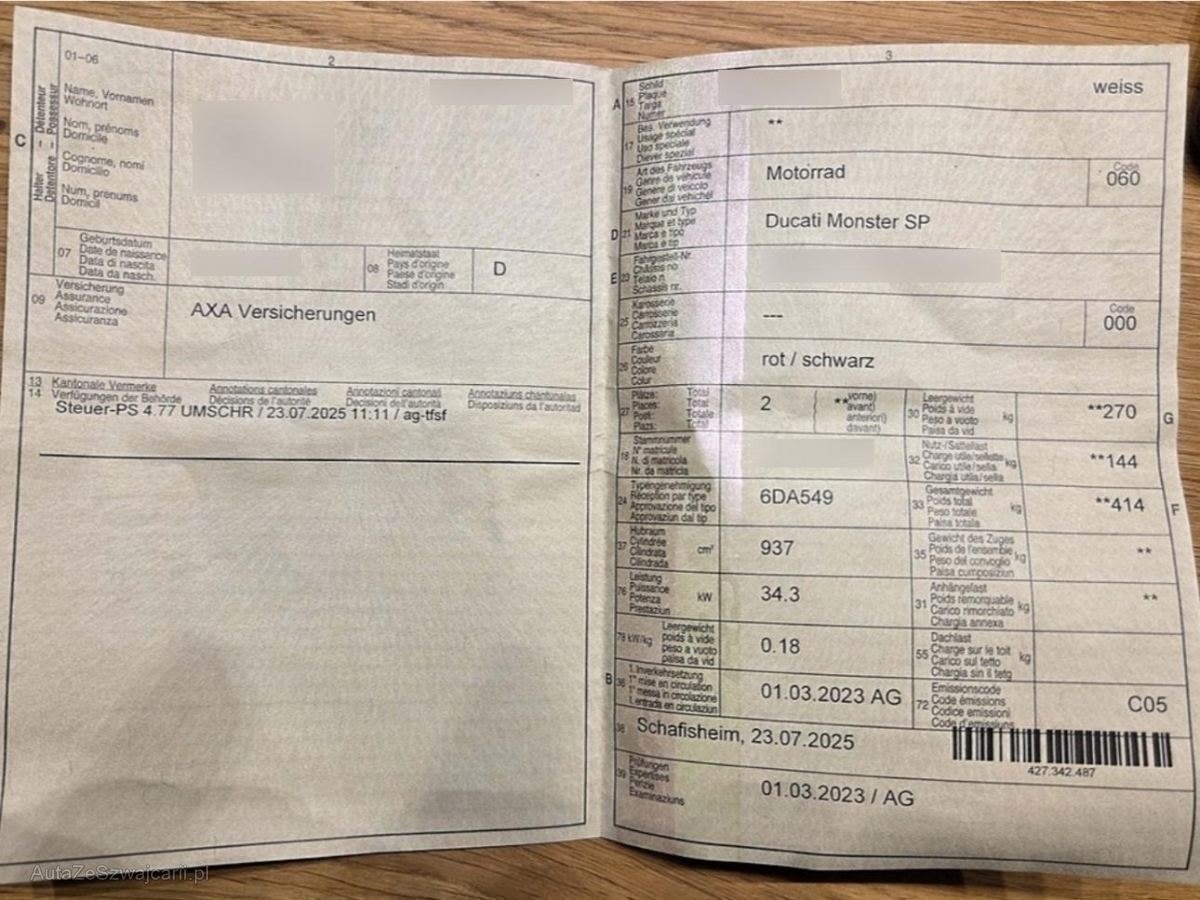 2
01-06
C
Halter – Détenteur
Detentore – Possessur
Name, Vornamen
Wohnort
Nom, prénoms
Domicile
Cognome, nomi
Domicilio
Num, prenums
Domicil
07
Geburtsdatum
Date de naissance
Data di nascita
Data da nasch.
08
Heimatstaat
Pays d'origine
Paese d'origine
Stadi d'origin
D
09
Versicherung
Assurance
Assicurazione
Assicuranza
AXA Versicherungen
13 Kantonale Vermerke Annotations cantonales Annotazioni cantonali Annotaziuns chantunalas
14 Verfügungen der Behörde Décisions de l'autorité Decisioni dell'autorità Disposiziuns da l'autoritad
Steuer-PS 4.77 UMSCHR / 23.07.2025 11:11 / ag-tfsf
3
A 15
Schild
Plaque
Targa
Numer
weiss
17
Bes. Verwendung
Usage spécial
Uso speciale
Diever spezial
**
19
Art des Fahrzeugs
Genre de véhicule
Genere di veicolo
Gener dal vehichel
Motorrad
Code
060
D 21
Marke und Typ
Marque et type
Marca e tipo
Marca e tip
Ducati Monster SP
E 23
Fahrgestell-Nr.
Châssis no
Telaio n.
Schassis nr.
25
Karosserie
Carrosserie
Carrozzeria
Carossaria
---
Code
000
26
Farbe
Couleur
Colore
Colur
rot / schwarz
27
Plätze: Total
Places: Total
Posti: Totale
Plazs: Total
2
** vorne)
avant)
anteriori)
davant)
30
Leergewicht
Poids à vide
Peso a vuoto
Paisa da vid
kg
**270
G
18
Stammnummer
N° matricule
N. di matricola
Nr. da matricla
32
Nutz-/Sattellast
Charge utile/sellette
Carico utile/sella
Chargia utila/sella
kg
**144
24
Typengenehmigung
Réception par type
Approvazione del tipo
Approvaziun dal tip
6DA549
33
Gesamtgewicht
Poids total
Peso totale
Paisa totala
kg
**414
F
37
Hubraum
Cylindrée
Cilindrata
Cilindrada
cm³
937
35
Gewicht des Zuges
Poids de l'ensemble
Peso del convoglio
Paisa cumposiziun
kg
**
76
Leistung
Puissance
Potenza
Prestaziun
kW
34.3
31
Anhängelast
Poids remorquable
Carico rimorchiato
Chargia annexa
kg
**
78 kW/kg
Leergewicht
poids à vide
peso a vuoto
paisa da vid
0.18
55
Dachlast
Charge sur le toit
Carico sul tetto
Chargia sin il tetg
kg
B 36
1. Inverkehrsetzung
1re mise en circulation
1a messa in circolazione
1. entrada en circulaziun
01.03.2023 AG
72
Emissionscode
Code émissions
Codice emissioni
Code d'emissiuns
C05
38
Schafisheim, 23.07.2025
427.342.487
39
Prüfungen
Expertises
Perizie
Examinaziuns
01.03.2023 / AG
AutaZeSzwajcarii.pl